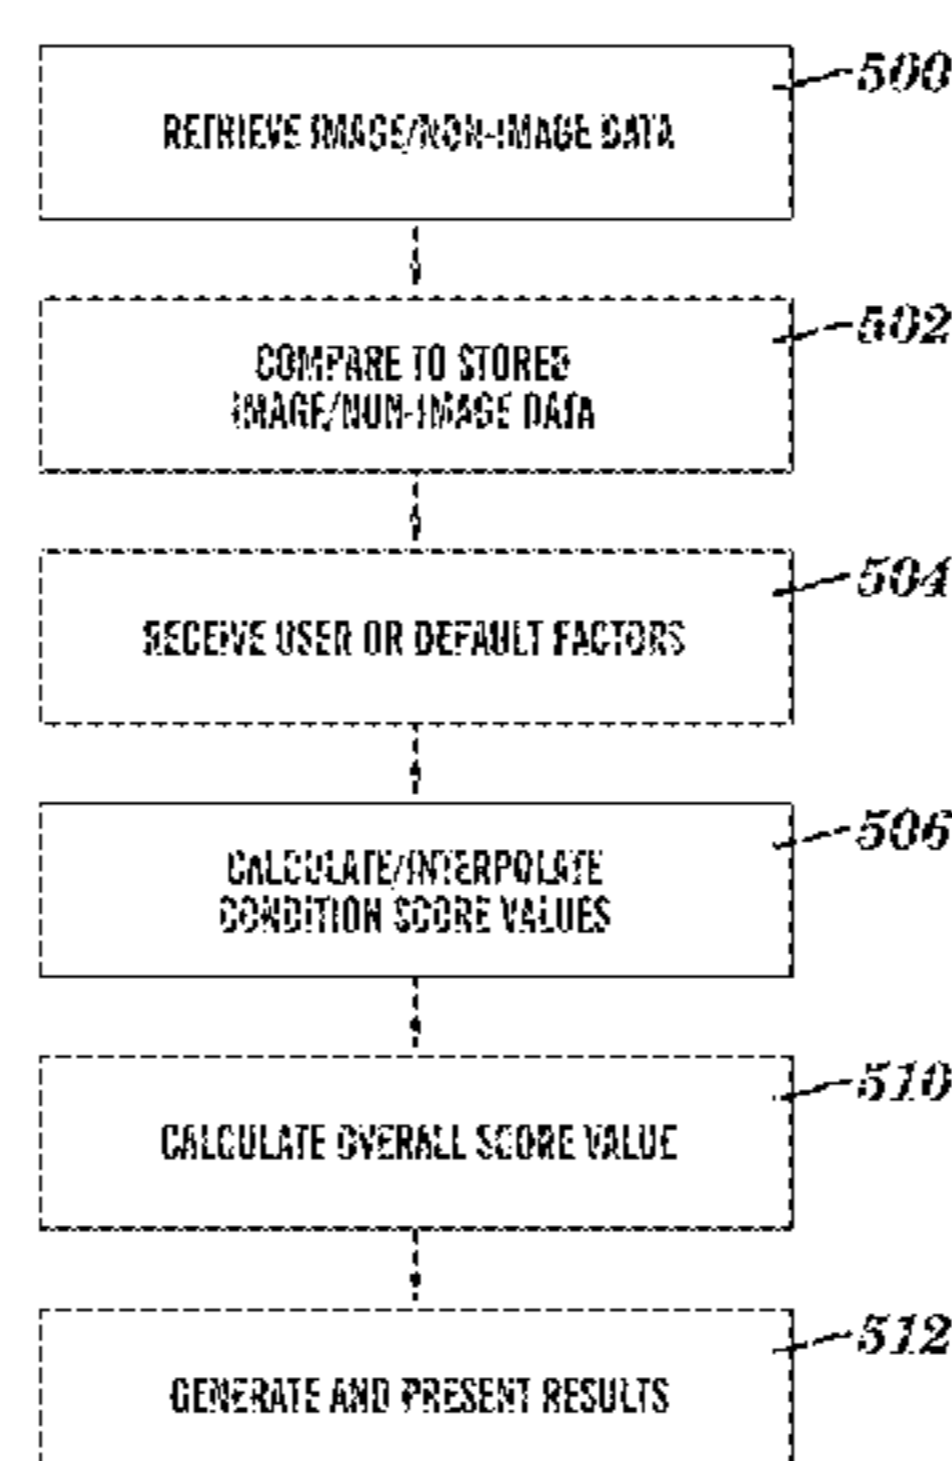 500
RETRIEVE IMAGE/NON-IMAGE DATA
502
COMPARE TO STORED
IMAGE/NON-IMAGE DATA
504
RECEIVE USER OR DEFAULT FACTORS
506
CALCULATE/INTERPOLATE
CONDITION SCORE VALUES
510
CALCULATE OVERALL SCORE VALUE
512
GENERATE AND PRESENT RESULTS